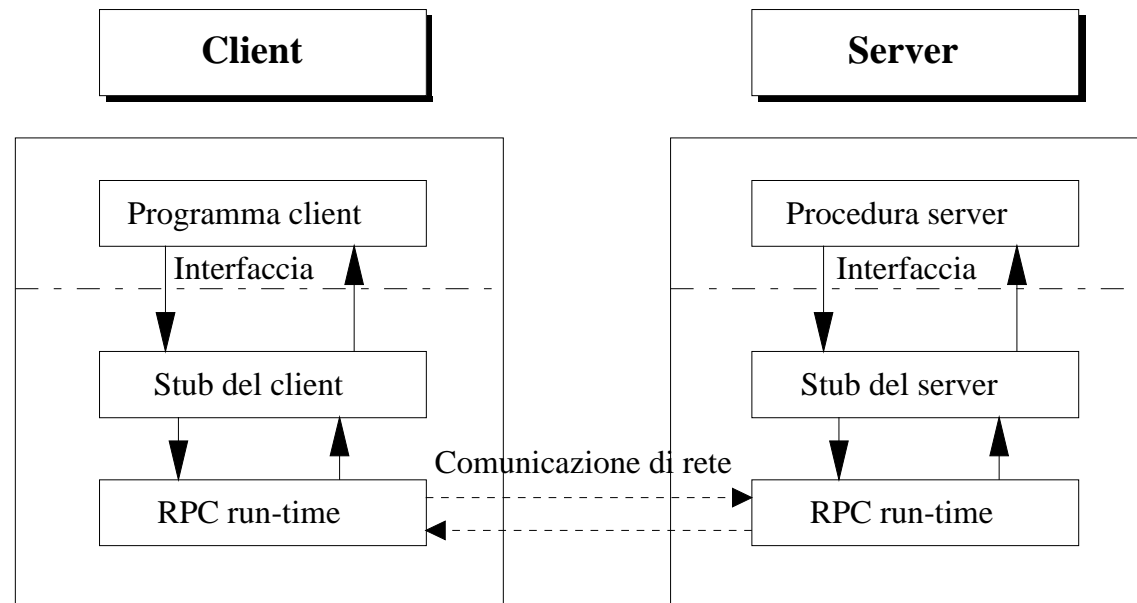 Client
Server
Programma client
Procedura server
Interfaccia
Interfaccia
Stub del client
Stub del server
Comunicazione di rete
RPC run-time
RPC run-time